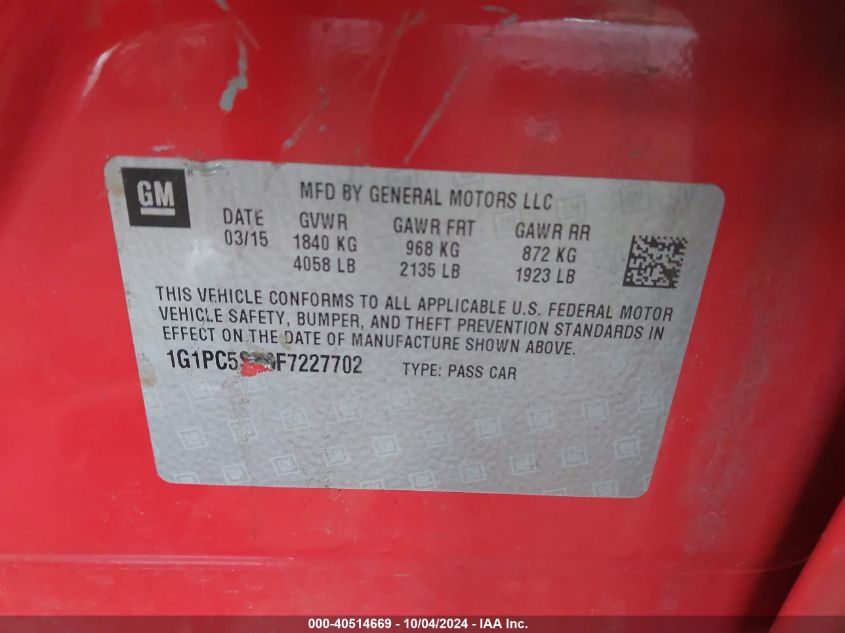 GM
MFD BY GENERAL MOTORS LLC
DATE GVWR GAWR FRT GAWR RR
03/15 1840 KG 968 KG 872 KG
4058 LB 2135 LB 1923 LB
THIS VEHICLE CONFORMS TO ALL APPLICABLE U.S. FEDERAL MOTOR
VEHICLE SAFETY, BUMPER, AND THEFT PREVENTION STANDARDS IN
EFFECT ON THE DATE OF MANUFACTURE SHOWN ABOVE.
TYPE: PASS CAR
000-40514669 - 10/04/2024 - IAA Inc.